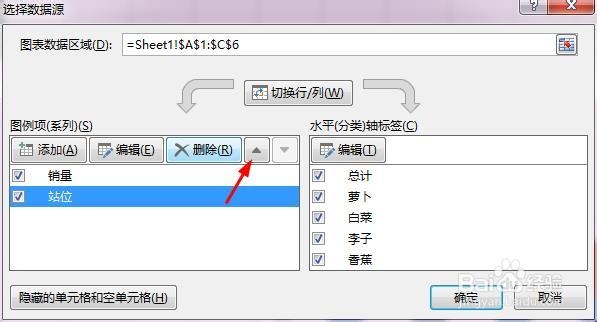 选择数据源
?
图表数据区域(D): =Sheet1!$A$1:$C$6
切换行/列(W)
图例项(系列)(S)
水平(分类)轴标签(C)
添加(A) 编辑(E) 删除(R)
编辑(T)
销量
站位
总计
萝卜
白菜
李子
香蕉
隐藏的单元格和空单元格(H)
确定
取消
Baidu经验
jingyan.baidu.com